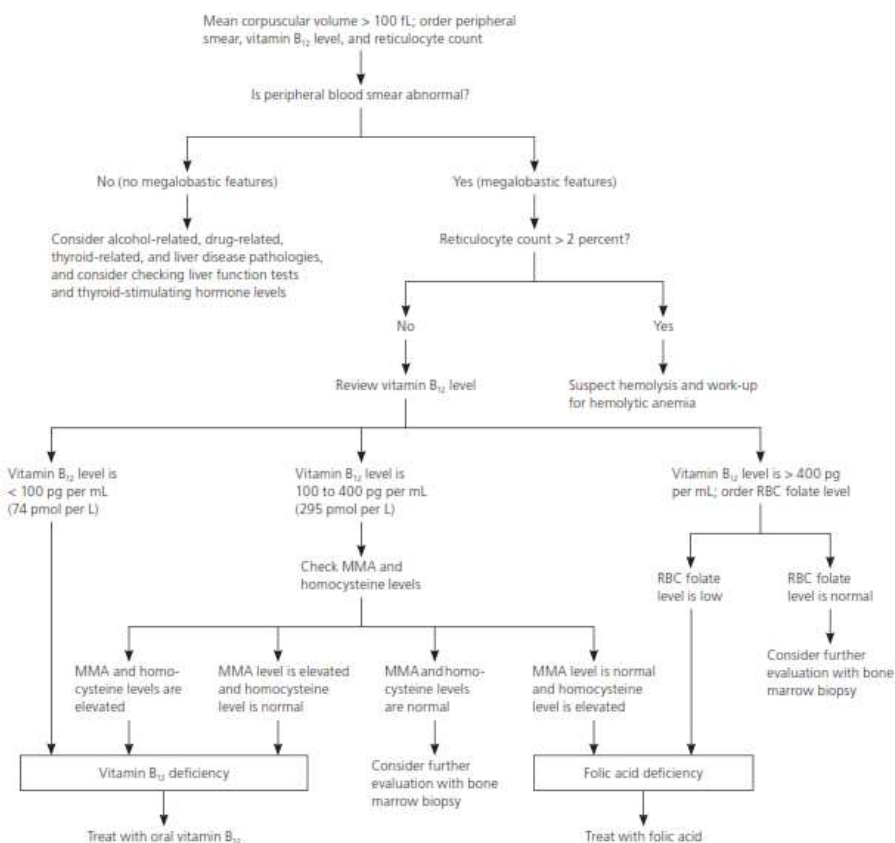 Mean corpuscular volume > 100 fL; order peripheral
smear, vitamin B₁₂ level, and reticulocyte count
Is peripheral blood smear abnormal?
No (no megalobastic features)
Yes (megalobastic features)
Consider alcohol-related, drug-related,
thyroid-related, and liver disease pathologies,
and consider checking liver function tests
and thyroid-stimulating hormone levels
Reticulocyte count > 2 percent?
No
Yes
Review vitamin B₁₂ level
Suspect hemolysis and work-up
for hemolytic anemia
Vitamin B₁₂ level is
< 100 pg per mL
(74 pmol per L)
Vitamin B₁₂ level is
100 to 400 pg per mL
(295 pmol per L)
Vitamin B₁₂ level is > 400 pg
per mL; order RBC folate level
Check MMA and
homocysteine levels
RBC folate
level is low
RBC folate
level is normal
MMA and homo-
cysteine levels are
elevated
MMA level is elevated
and homocysteine
level is normal
MMA and homo-
cysteine levels
are normal
MMA level is normal
and homocysteine
level is elevated
Consider further
evaluation with bone
marrow biopsy
Vitamin B₁₂ deficiency
Consider further
evaluation with bone
marrow biopsy
Folic acid deficiency
Treat with oral vitamin B₁₂
Treat with folic acid